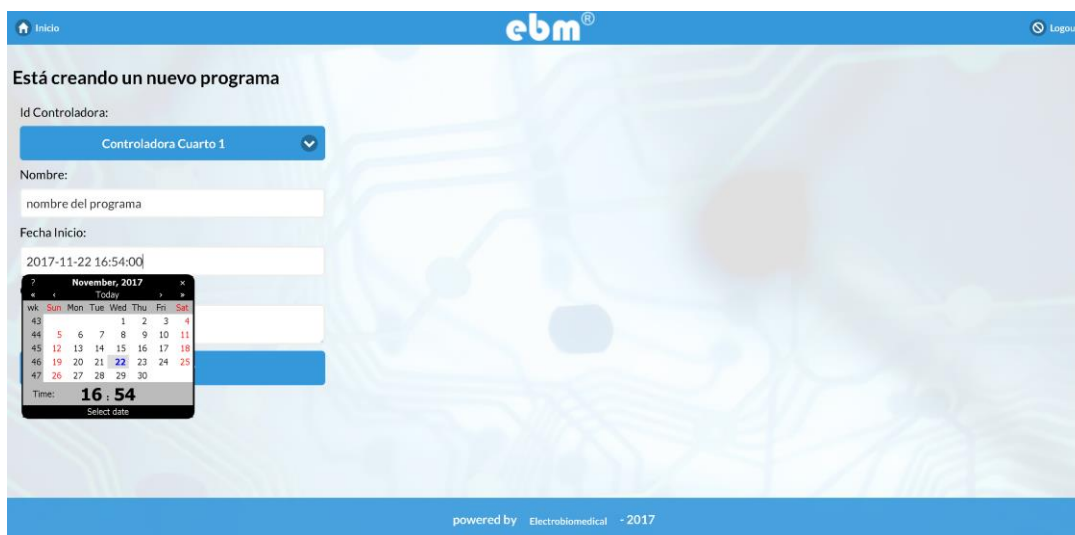 Inicio
ebm®
Logou
Está creando un nuevo programa
Id Controladora:
Controladora Cuarto 1
Nombre:
nombre del programa
Fecha Inicio:
2017-11-22 16:54:00
? November, 2017 ×
« ‹ Today › »
wk Sun Mon Tue Wed Thu Fri Sat
43 1 2 3 4
44 5 6 7 8 9 10 11
45 12 13 14 15 16 17 18
46 19 20 21 22 23 24 25
47 26 27 28 29 30
Time: 16 : 54
Select date
powered by Electrobiomedical - 2017